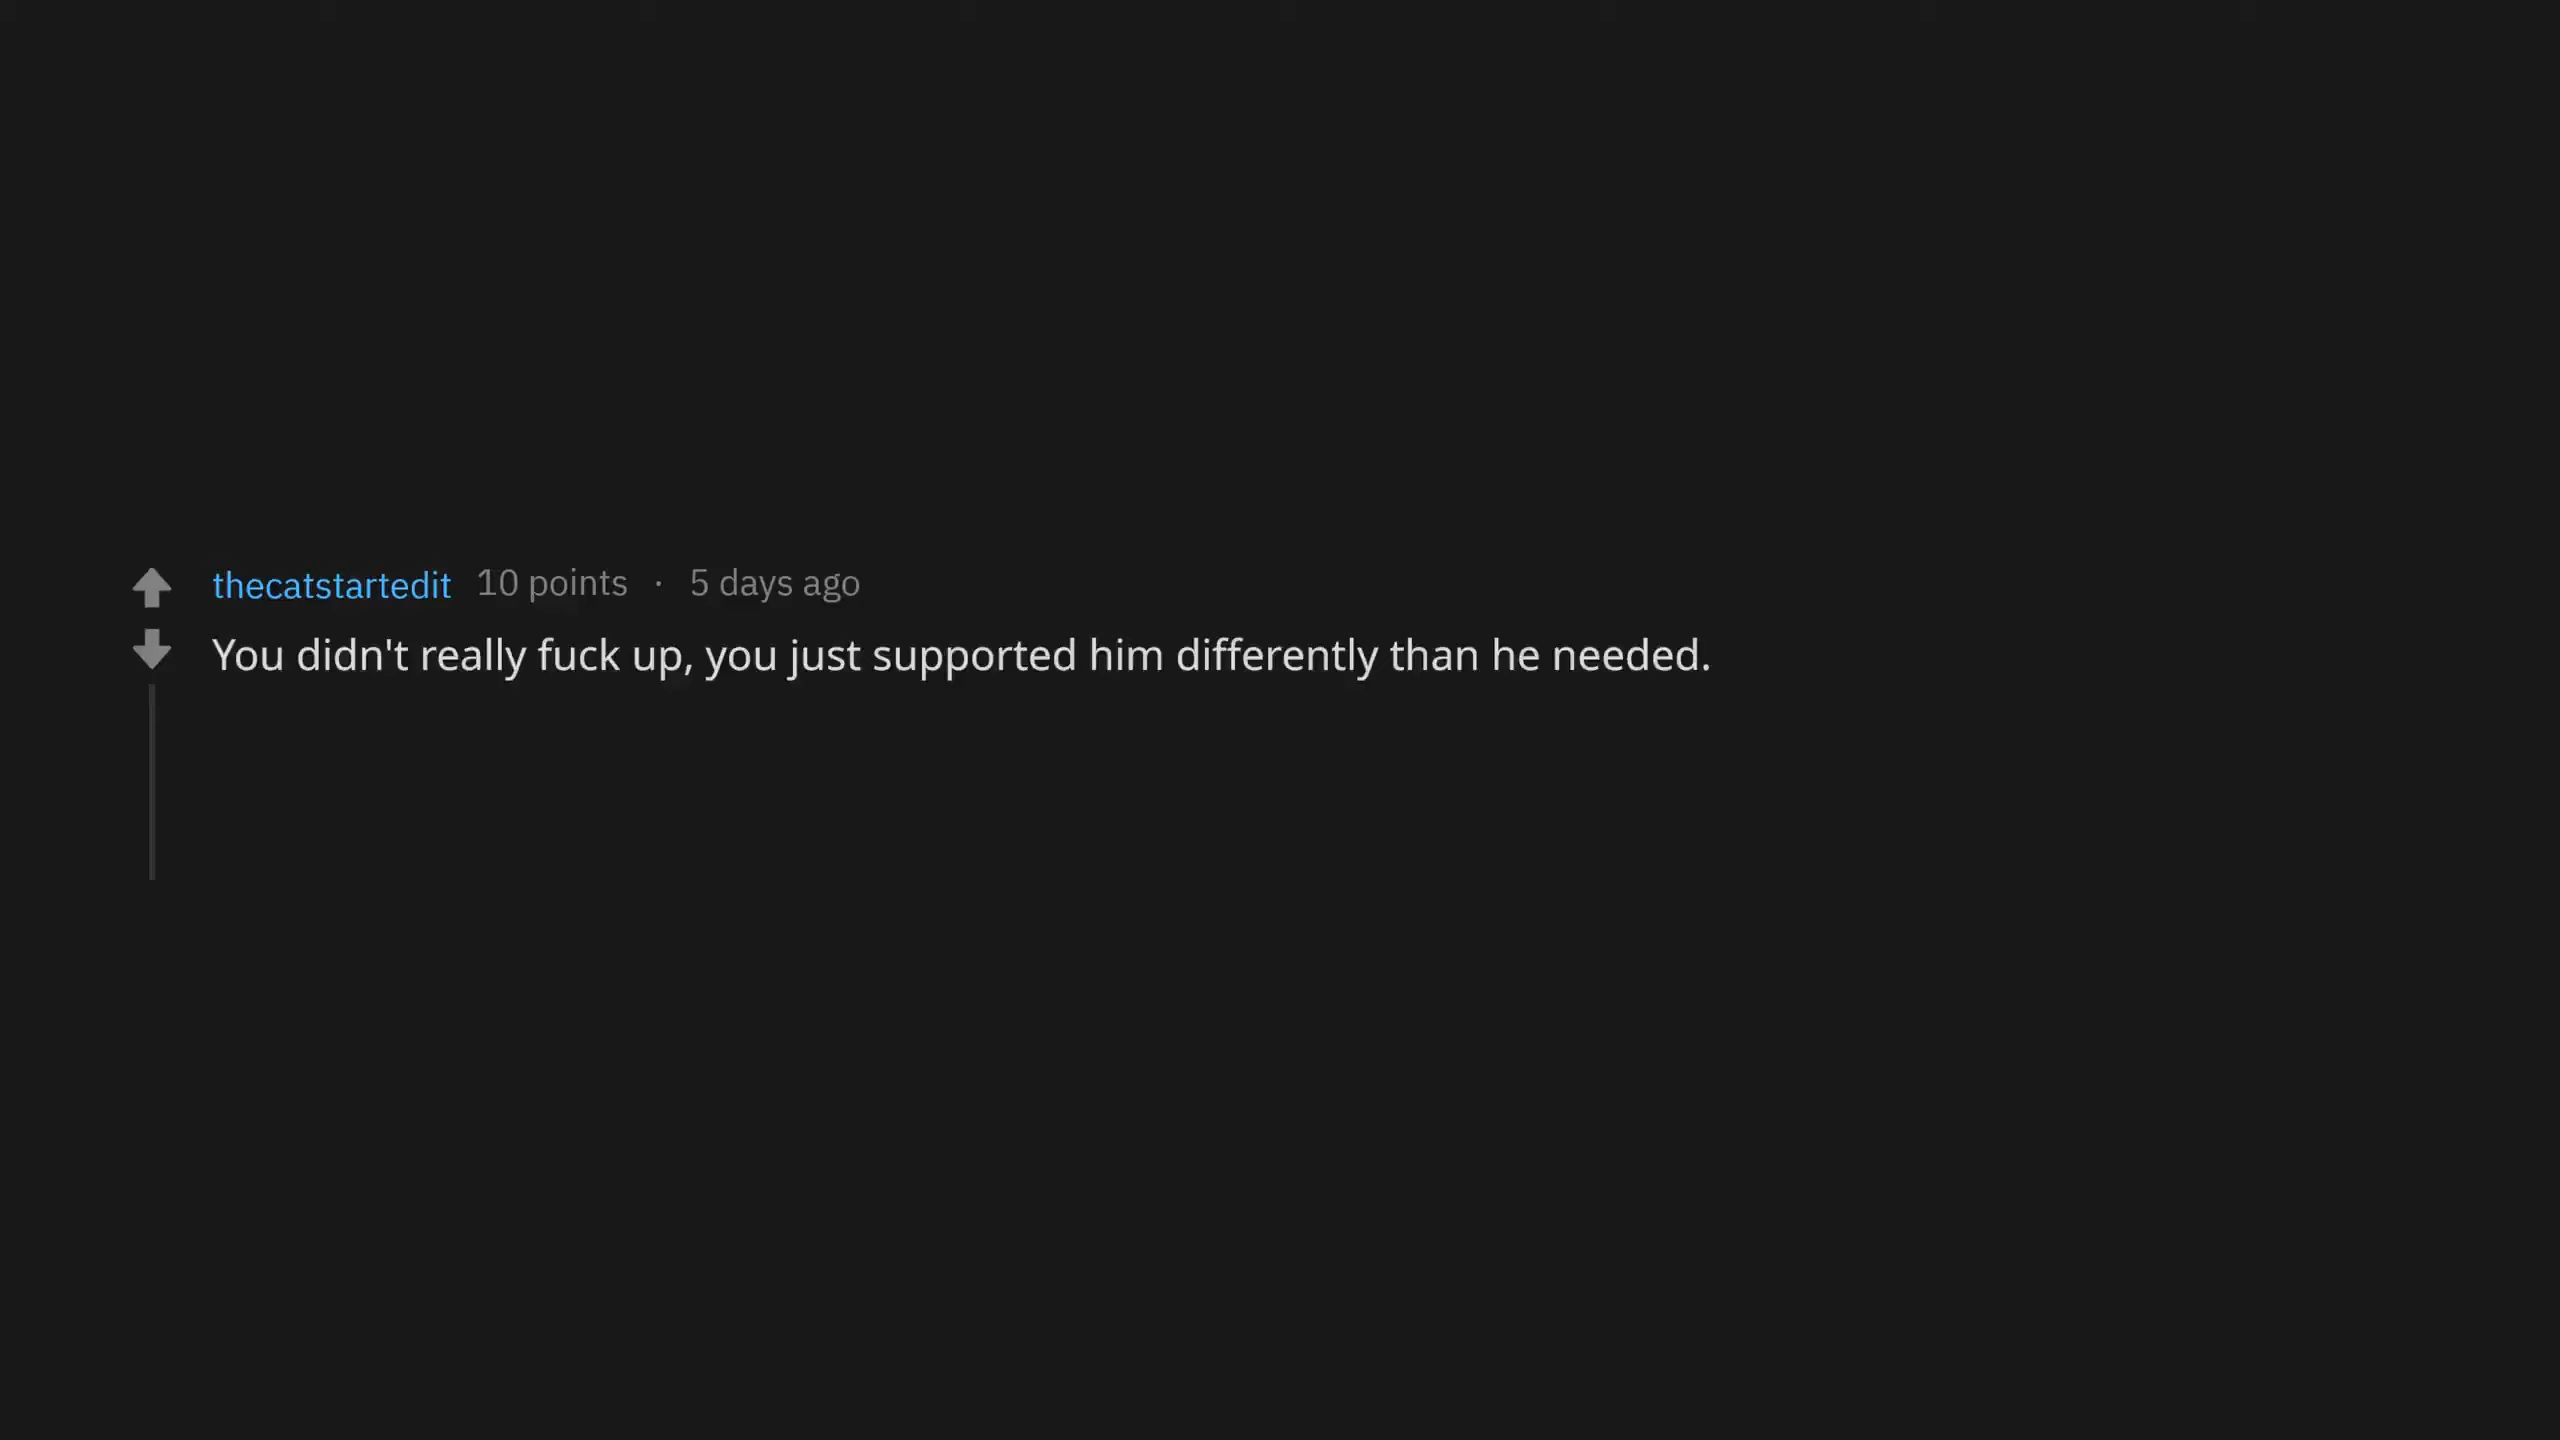 thecatstartedit 10 points · 5 days ago
You didn't really fuck up, you just supported him differently than he needed.